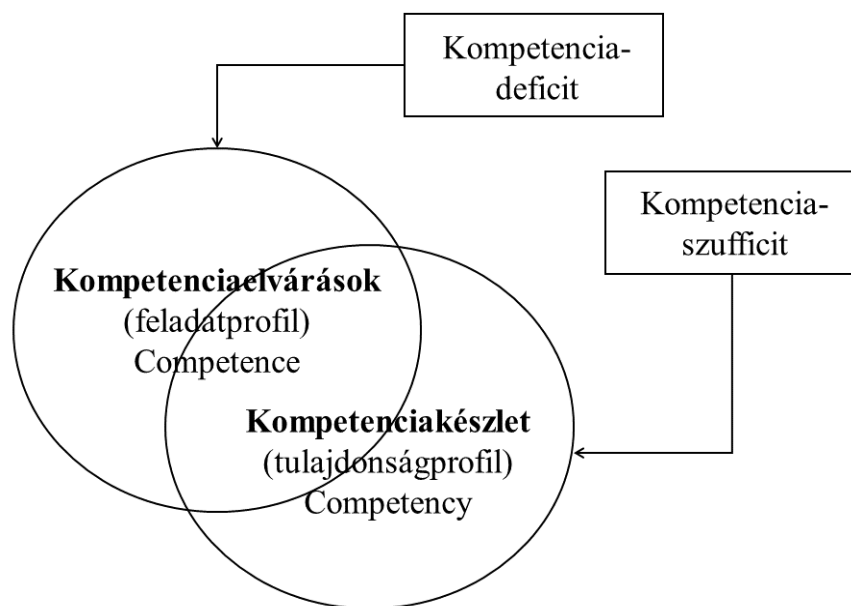 Kompetencia-
deficit
Kompetencia-
szufficit
Kompetenciaelvárások
(feladatprofil)
Competence
Kompetenciakészlet
(tulajdonságprofil)
Competency